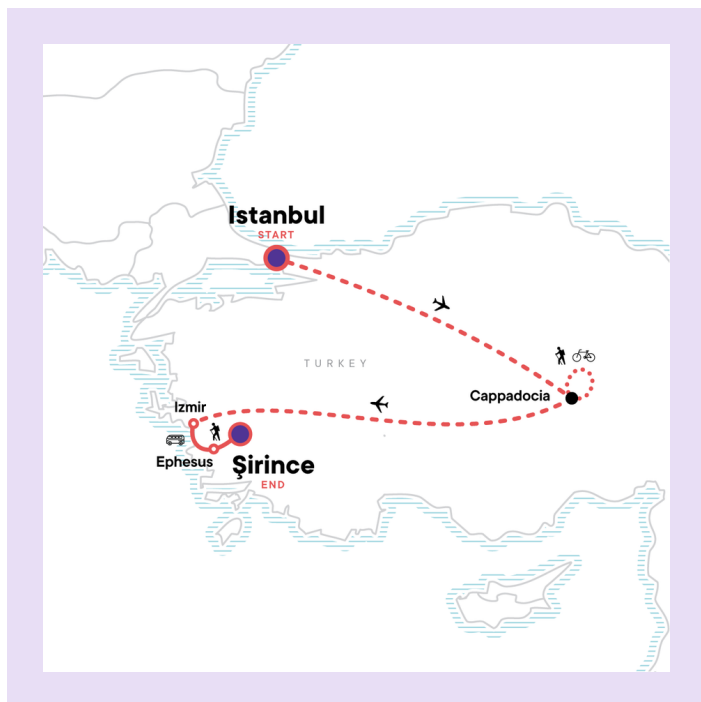 Istanbul
START
TURKEY
Cappadocia
Izmir
Ephesus
Şirince
END